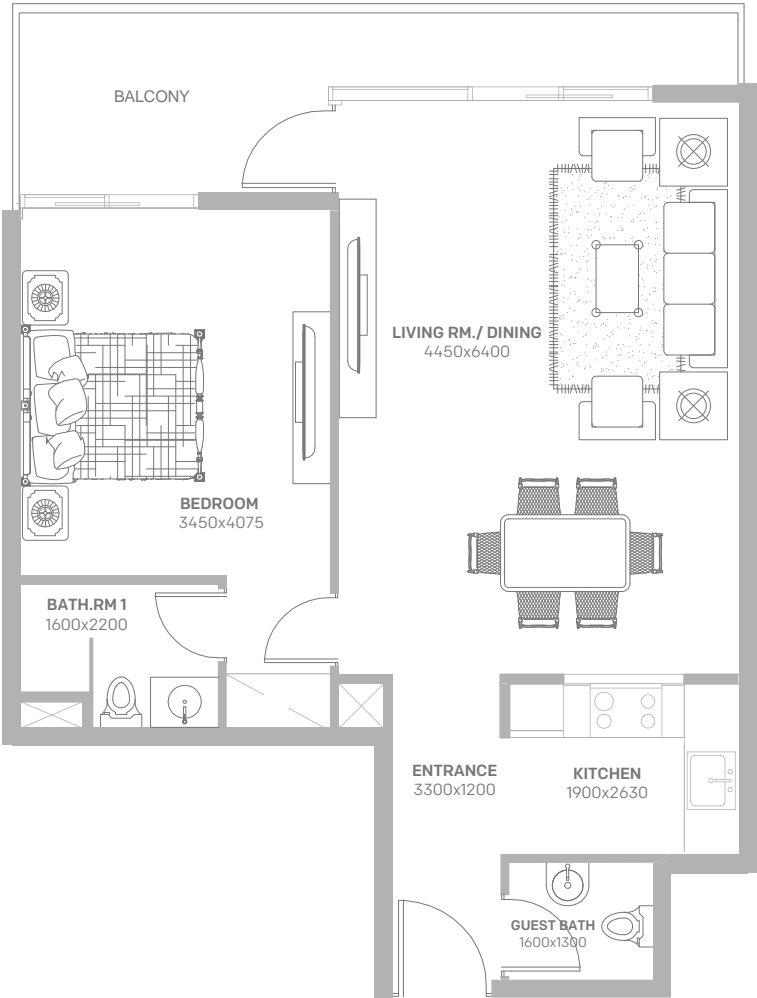 BALCONY
LIVING RM./ DINING
4450x6400
BEDROOM
3450x4075
BATH.RM 1
1600x2200
ENTRANCE
3300x1200
KITCHEN
1900x2630
GUEST BATH
1600x1300